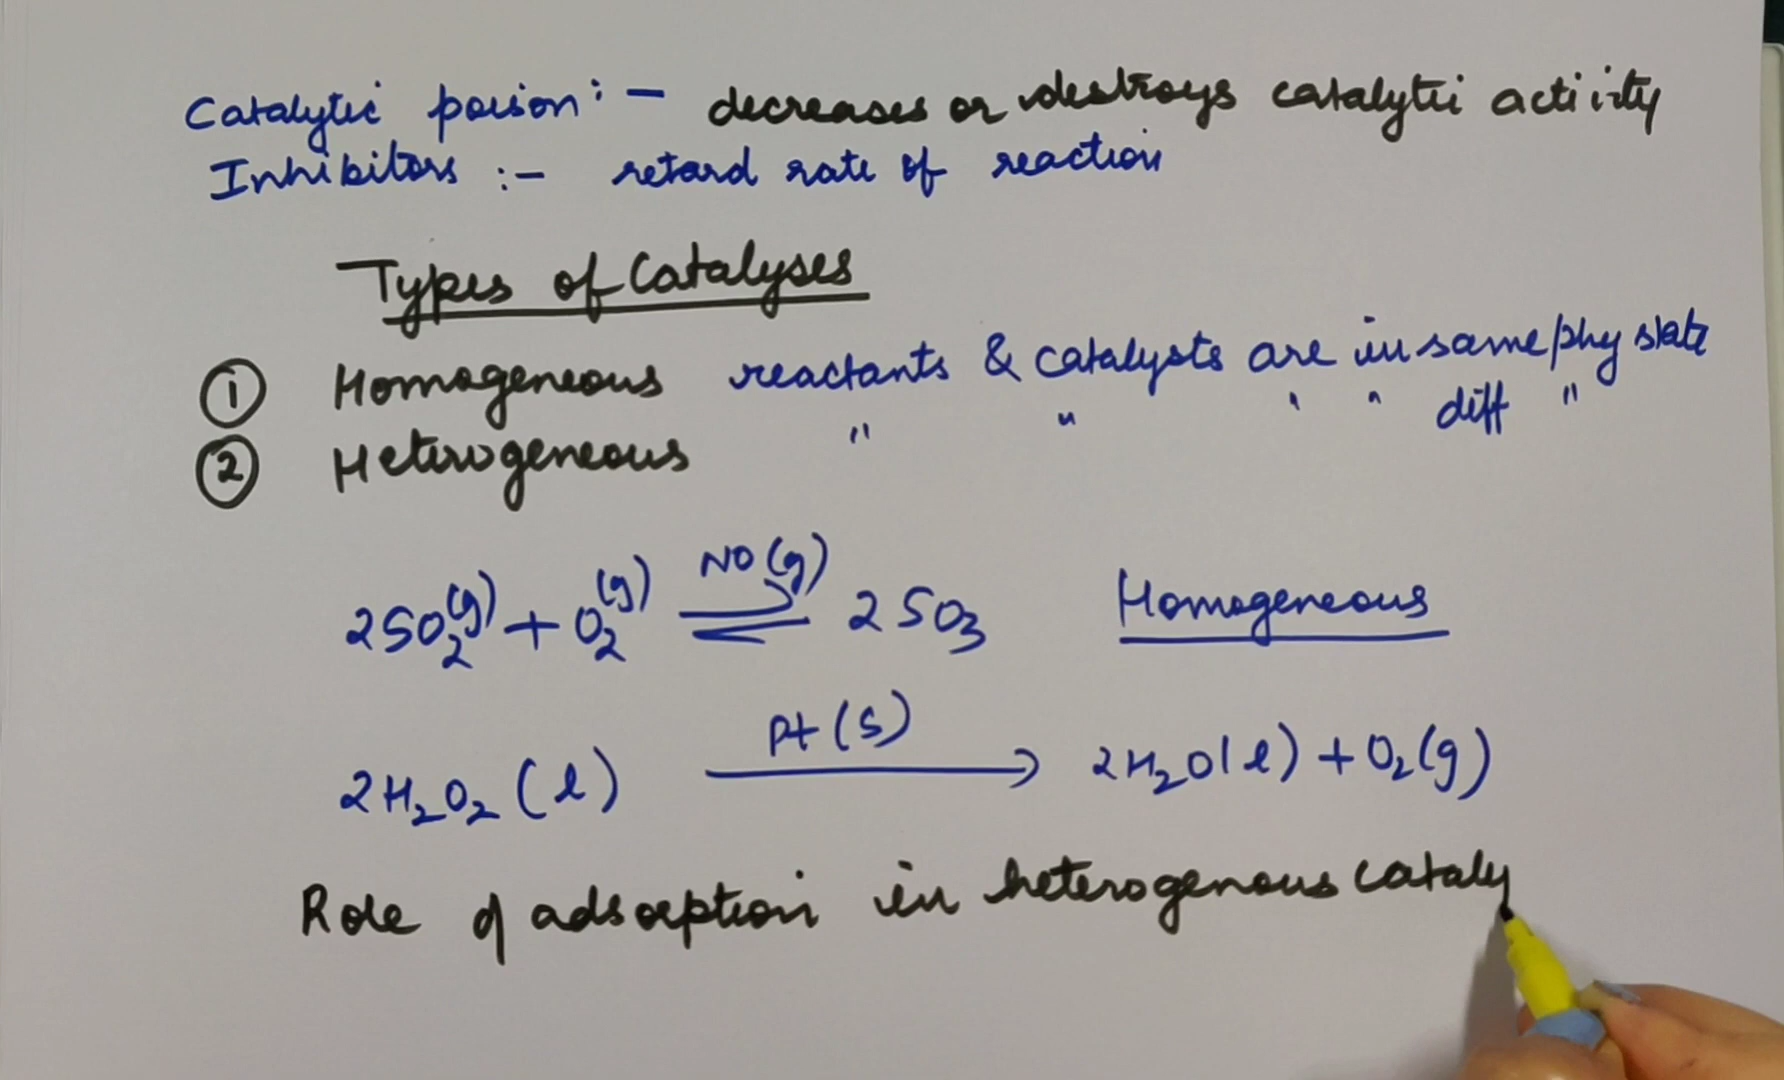 Catalytic poison :- decreases or destroys catalytic activity
Inhibitors :- retard rate of reaction
Types of Catalyses
① Homogeneous reactants & catalysts are in same phy state
② Heterogeneous " " " " diff "
2SO₂(g) + O₂(g) ⇌ NO(g) 2SO₃ Homogeneous
Pt (s)
2H₂O₂ (l) ⟶ 2H₂O(l) + O₂(g)
Role of adsorption in heterogenous cataly